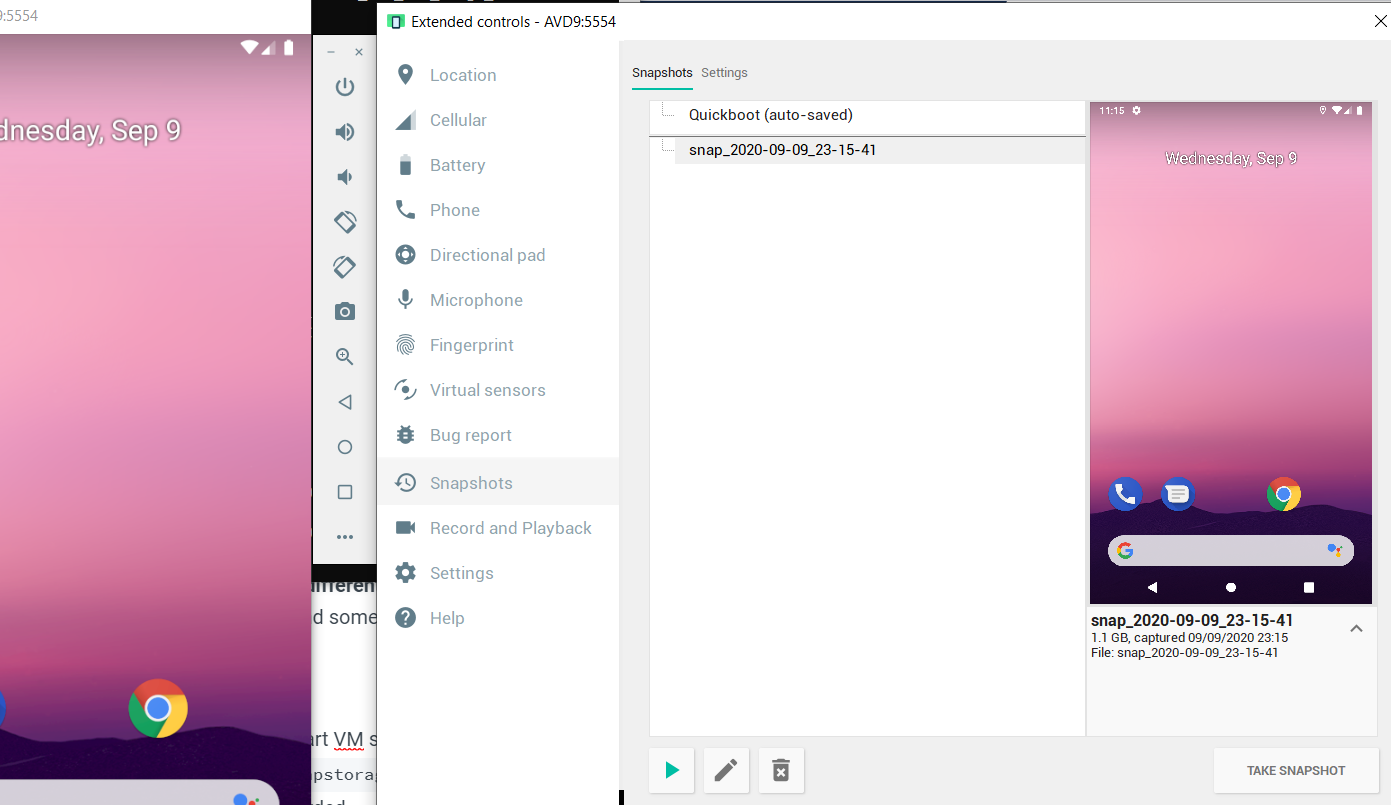 9:5554
Extended controls - AVD9:5554
dnesday, Sep 9
Location
Cellular
Battery
Phone
Directional pad
Microphone
Fingerprint
Virtual sensors
Bug report
Snapshots
Record and Playback
Settings
Help
Snapshots Settings
Quickboot (auto-saved)
snap_2020-09-09_23-15-41
11:15
Wednesday, Sep 9
snap_2020-09-09_23-15-41
1.1 GB, captured 09/09/2020 23:15
File: snap_2020-09-09_23-15-41
TAKE SNAPSHOT
d some
art VM s